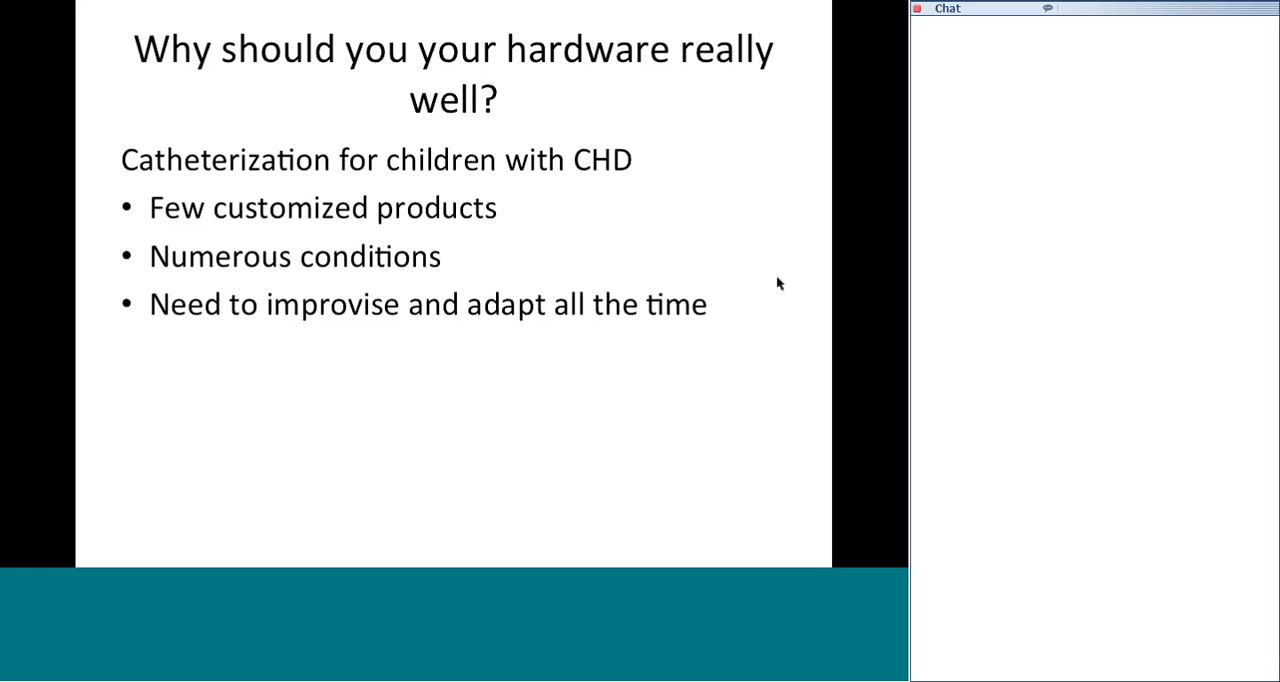 Why should you your hardware really
well?
Catheterization for children with CHD
• Few customized products
• Numerous conditions
• Need to improvise and adapt all the time
Chat